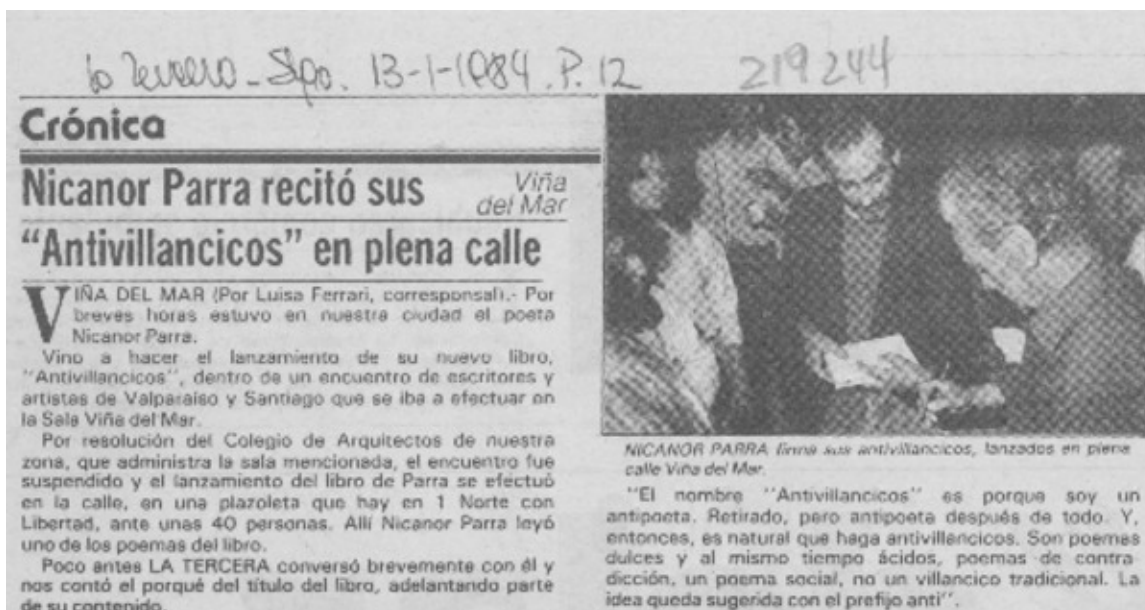 la Tercera - Stgo. 13-1-1984. P. 12
219244
Crónica
Nicanor Parra recitó sus
Viña
del Mar
"Antivillancicos" en plena calle
VIÑA DEL MAR (Por Luisa Ferrari, corresponsal).- Por
breves horas estuvo en nuestra ciudad el poeta
Nicanor Parra.
Vino a hacer el lanzamiento de su nuevo libro,
"Antivillancicos", dentro de un encuentro de escritores y
artistas de Valparaíso y Santiago que se iba a efectuar en
la Sala Viña del Mar.
Por resolución del Colegio de Arquitectos de nuestra
zona, que administra la sala mencionada, el encuentro fue
suspendido y el lanzamiento del libro de Parra se efectuó
en la calle, en una plazoleta que hay en 1 Norte con
Libertad, ante unas 40 personas. Allí Nicanor Parra leyó
uno de los poemas del libro.
Poco antes LA TERCERA conversó brevemente con él y
nos contó el porqué del título del libro, adelantando parte
de su contenido.
NICANOR PARRA firma sus antivillancicos, lanzados en plena
calle Viña del Mar.
"El nombre "Antivillancicos" es porque soy un
antipoeta. Retirado, pero antipoeta después de todo. Y,
entonces, es natural que haga antivillancicos. Son poemas
dulces y al mismo tiempo ácidos, poemas de contra
dicción, un poema social, no un villancico tradicional. La
idea queda sugerida con el prefijo anti".